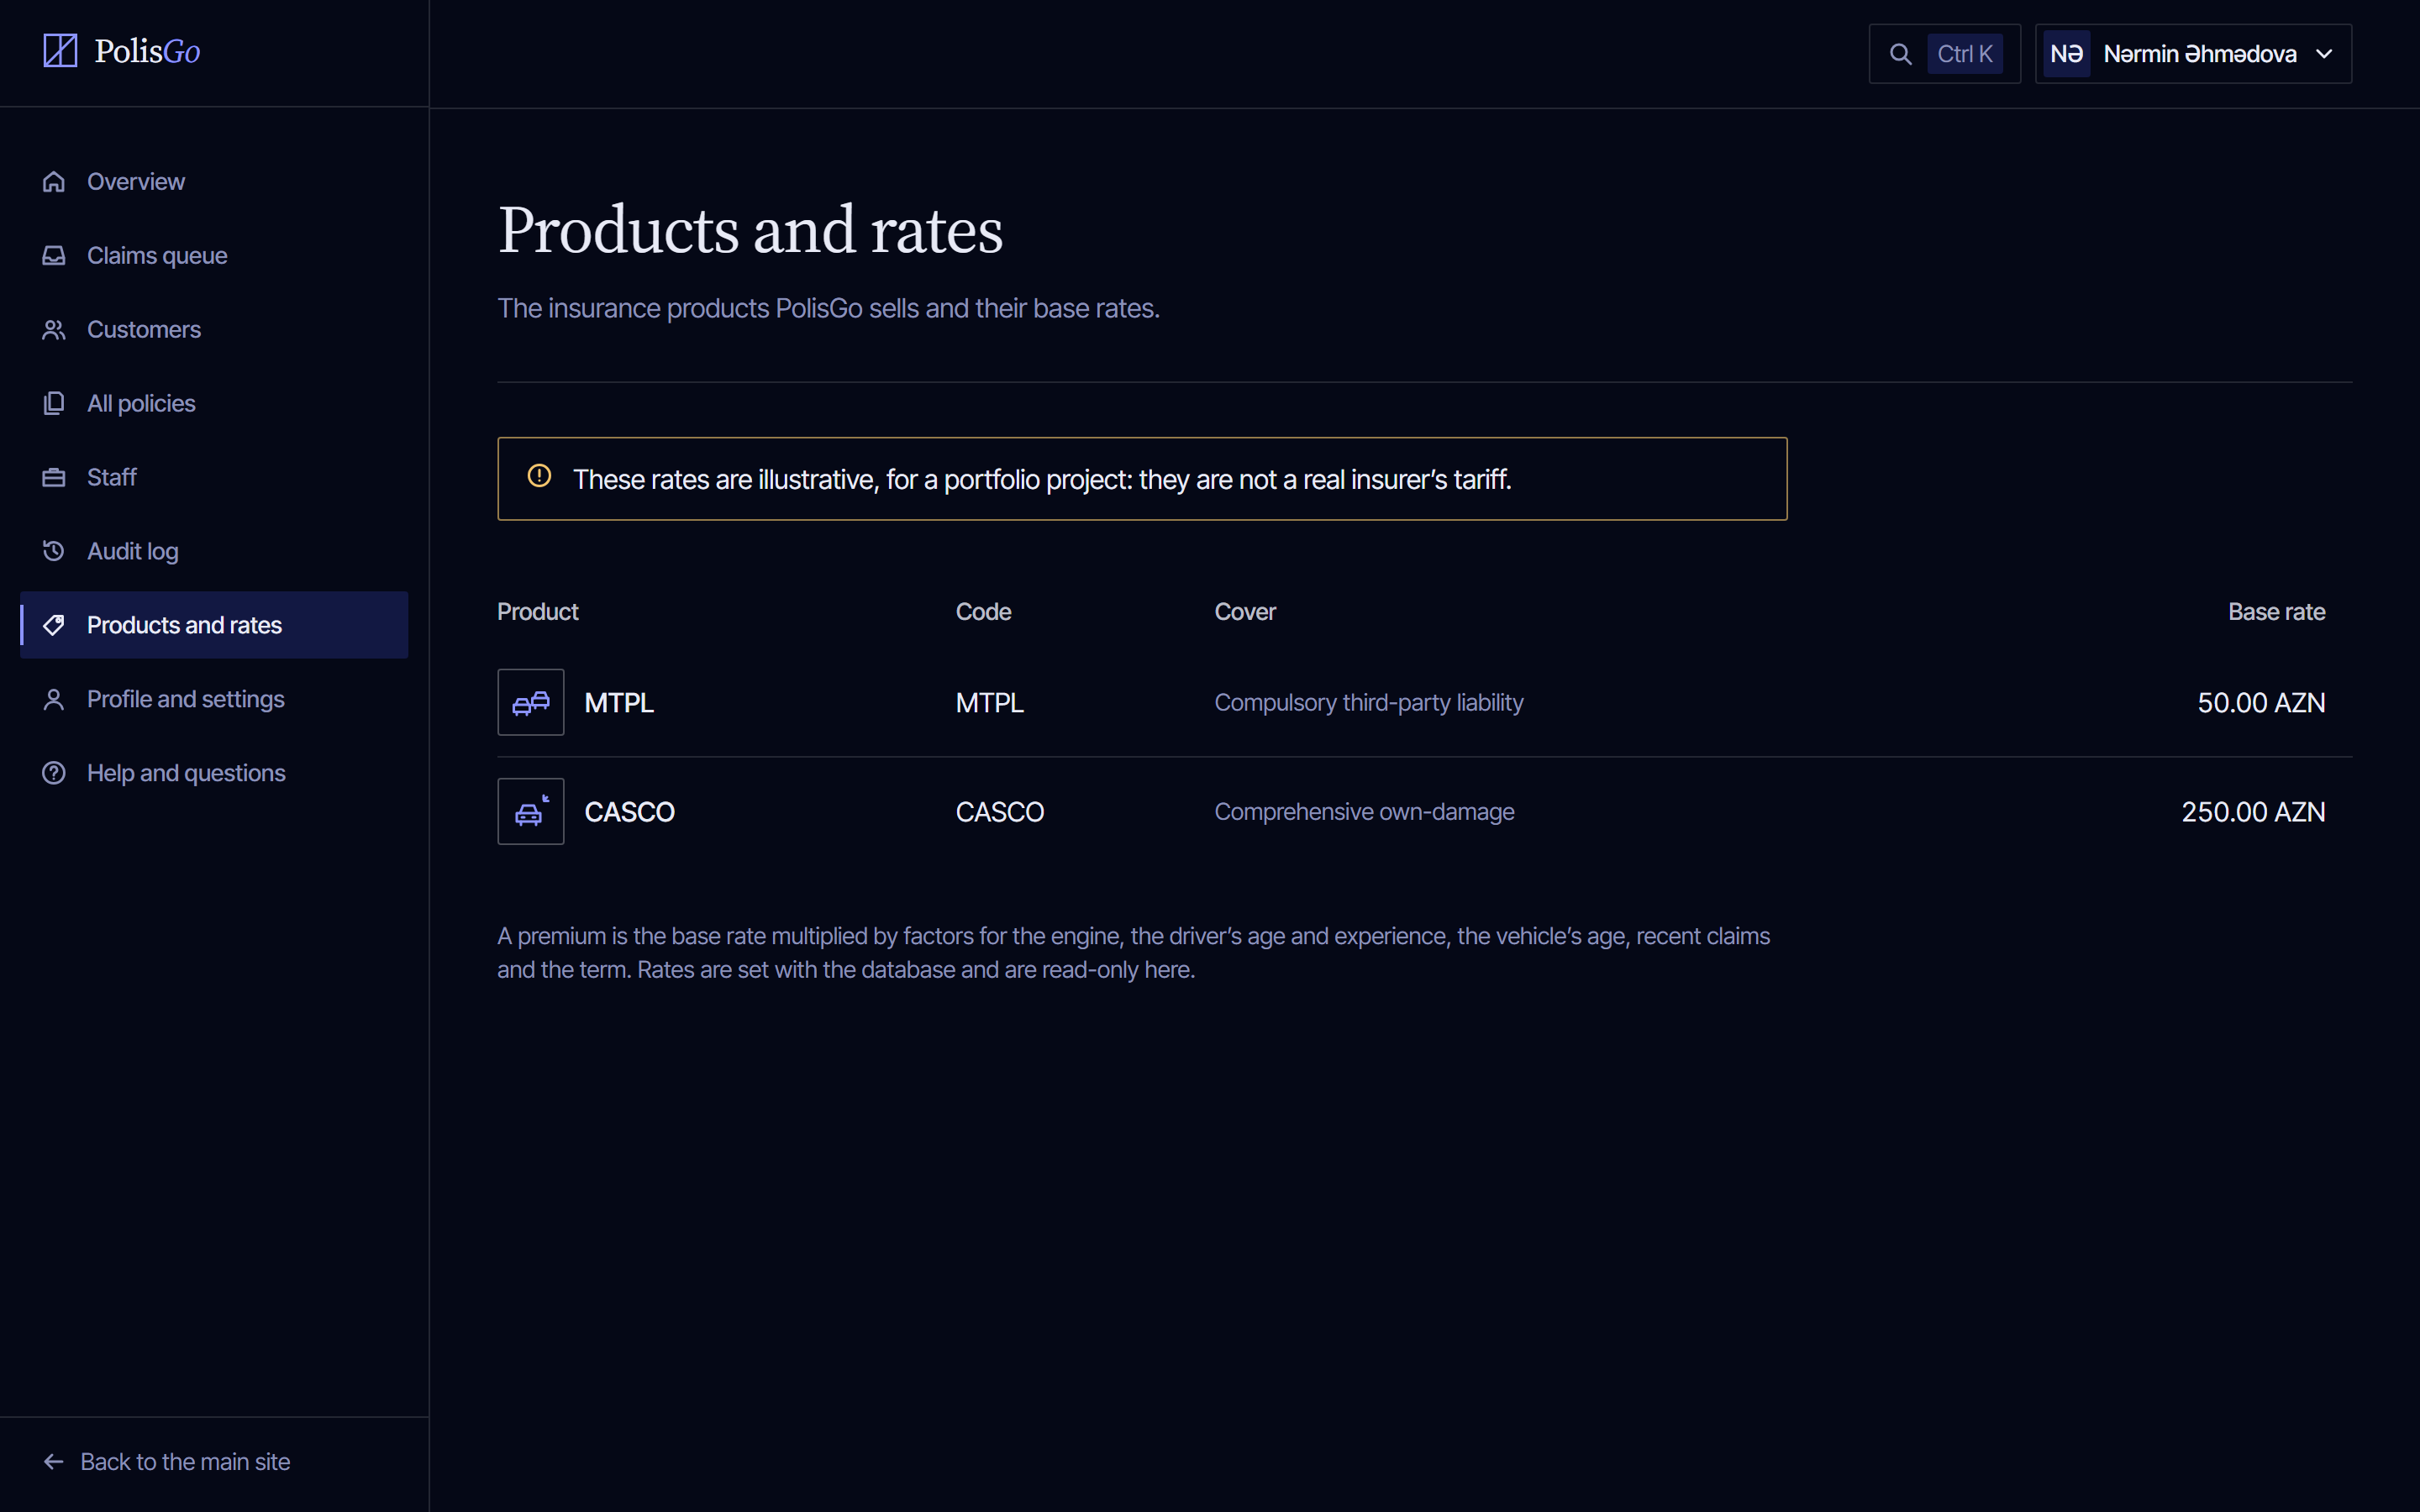 PolisGo
Ctrl K
NƏ Nərmin Əhmədova
Overview
Claims queue
Customers
All policies
Staff
Audit log
Products and rates
Profile and settings
Help and questions
Back to the main site
Products and rates
The insurance products PolisGo sells and their base rates.
These rates are illustrative, for a portfolio project: they are not a real insurer’s tariff.
Product Code Cover Base rate
MTPL MTPL Compulsory third-party liability 50.00 AZN
CASCO CASCO Comprehensive own-damage 250.00 AZN
A premium is the base rate multiplied by factors for the engine, the driver’s age and experience, the vehicle’s age, recent claims
and the term. Rates are set with the database and are read-only here.